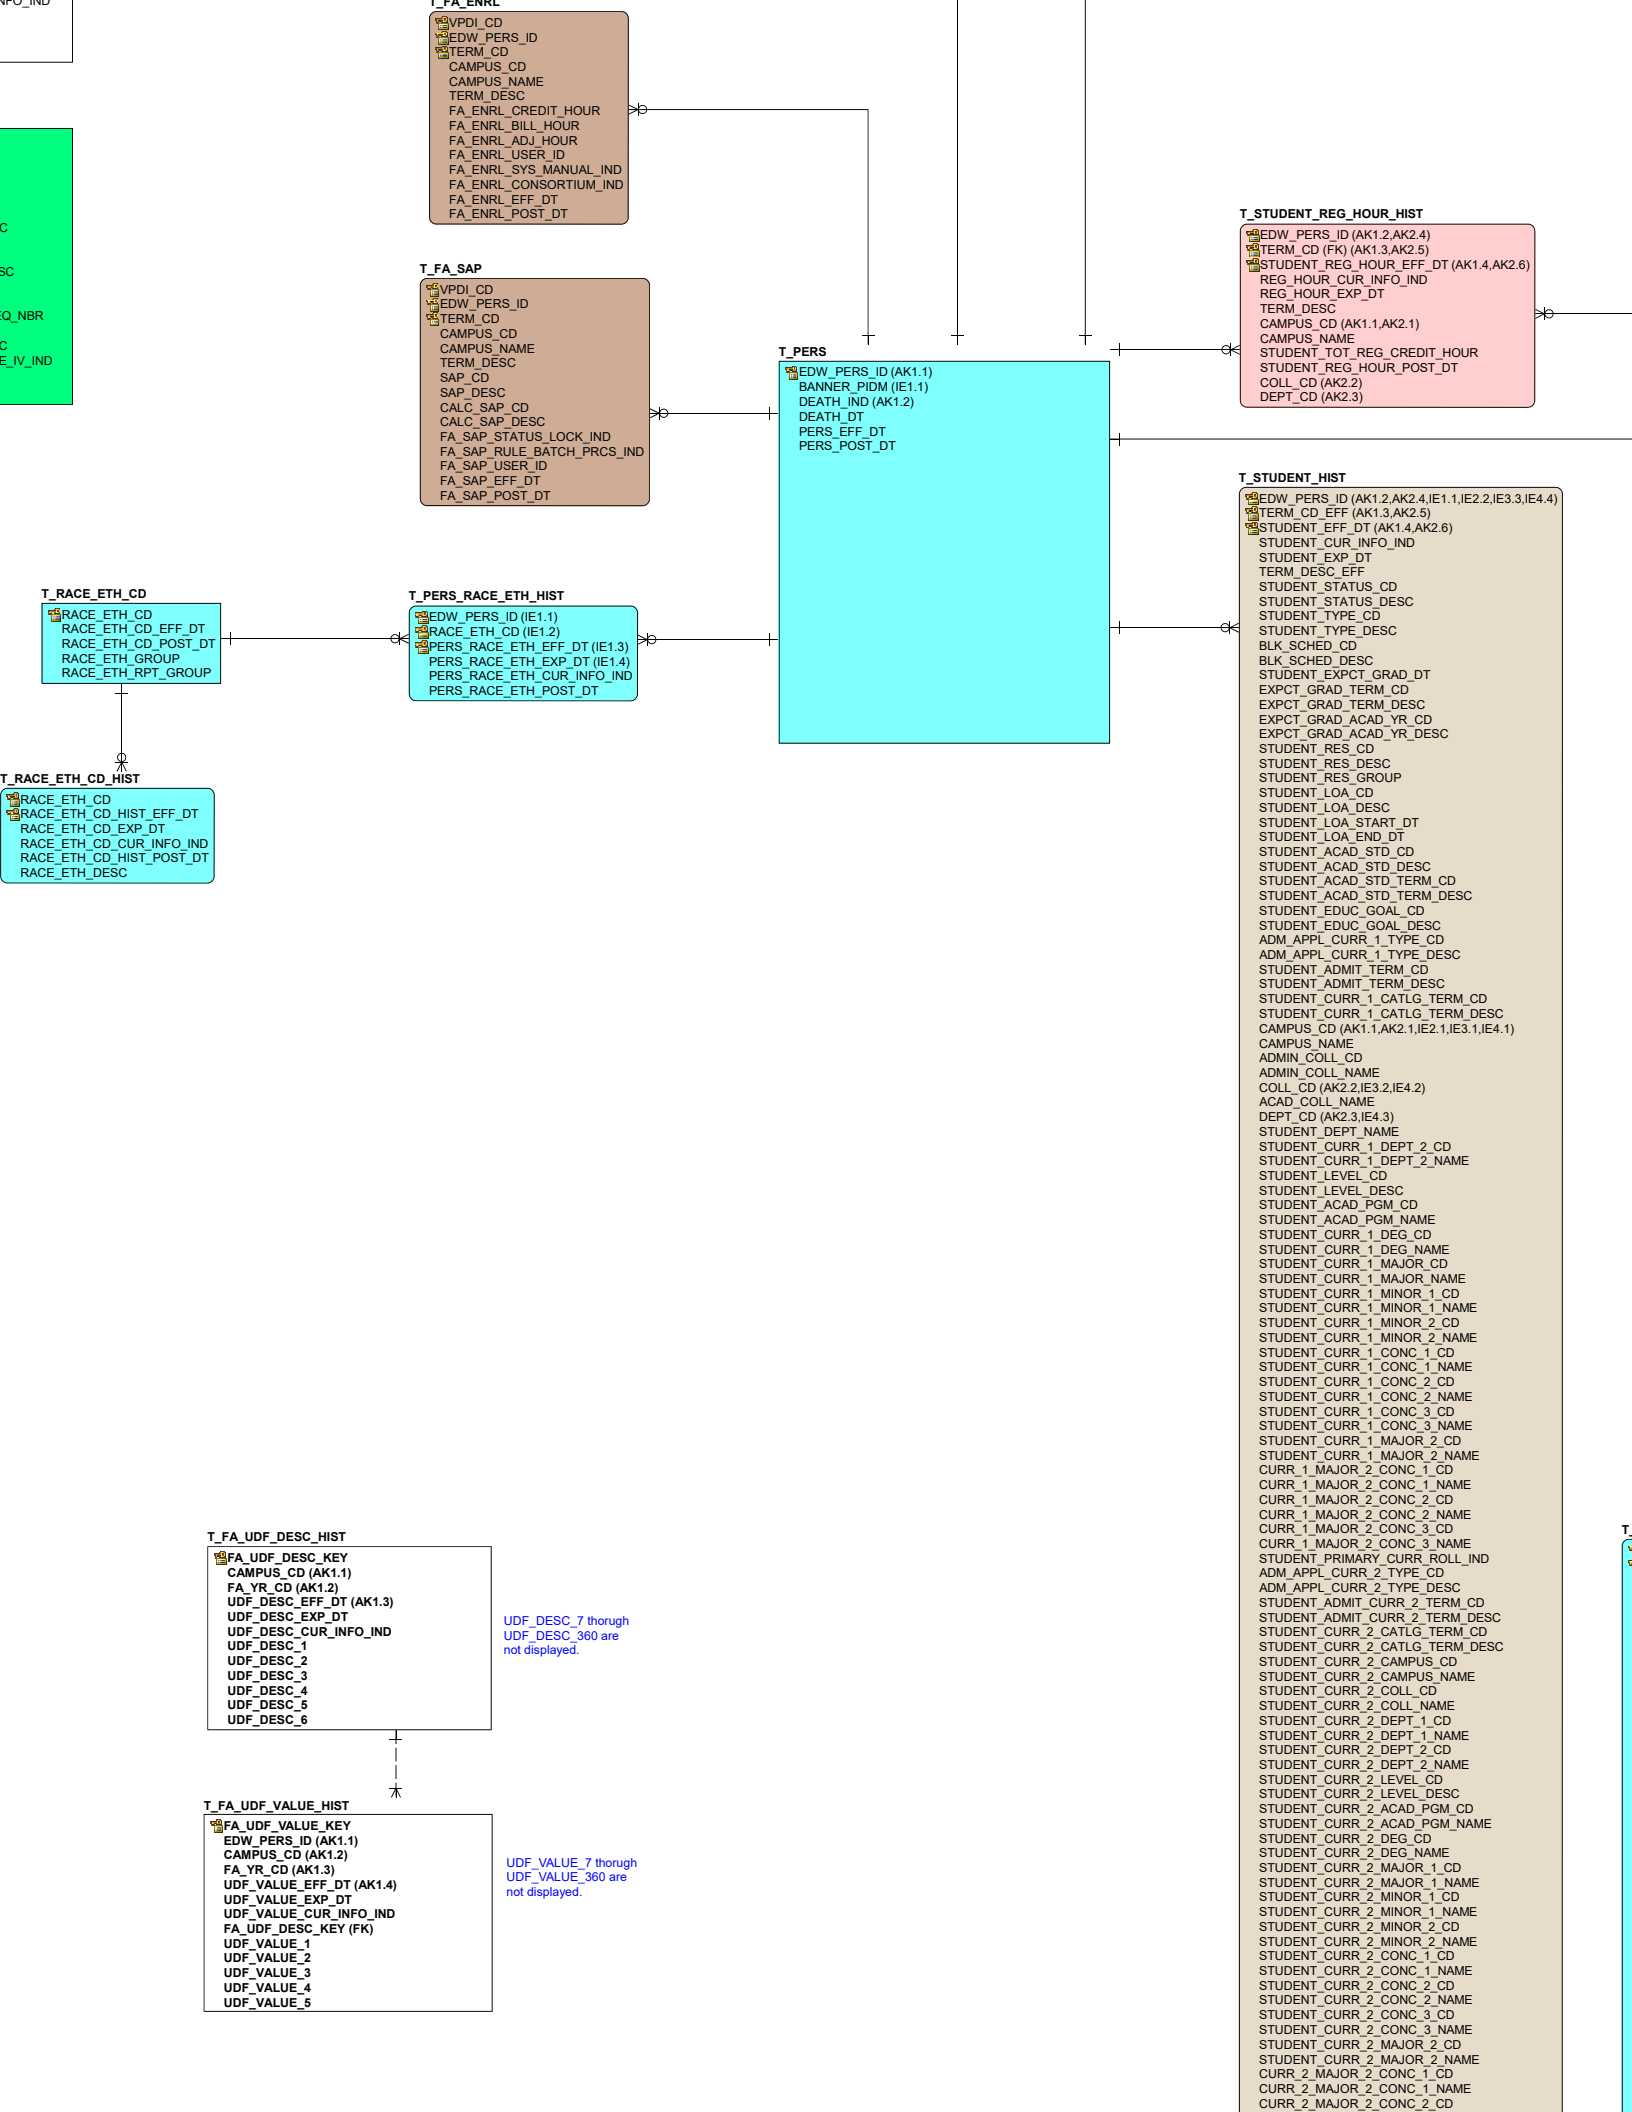 NFO_IND
C
SC
EQ_NBR
C
E_IV_IND
T_FA_ENRL
VPDI_CD
EDW_PERS_ID
TERM_CD
CAMPUS_CD
CAMPUS_NAME
TERM_DESC
FA_ENRL_CREDIT_HOUR
FA_ENRL_BILL_HOUR
FA_ENRL_ADJ_HOUR
FA_ENRL_USER_ID
FA_ENRL_SYS_MANUAL_IND
FA_ENRL_CONSORTIUM_IND
FA_ENRL_EFF_DT
FA_ENRL_POST_DT
T_FA_SAP
VPDI_CD
EDW_PERS_ID
TERM_CD
CAMPUS_CD
CAMPUS_NAME
TERM_DESC
SAP_CD
SAP_DESC
CALC_SAP_CD
CALC_SAP_DESC
FA_SAP_STATUS_LOCK_IND
FA_SAP_RULE_BATCH_PRCS_IND
FA_SAP_USER_ID
FA_SAP_EFF_DT
FA_SAP_POST_DT
T_PERS
EDW_PERS_ID (AK1.1)
BANNER_PIDM (IE1.1)
DEATH_IND (AK1.2)
DEATH_DT
PERS_EFF_DT
PERS_POST_DT
T_STUDENT_REG_HOUR_HIST
EDW_PERS_ID (AK1.2,AK2.4)
TERM_CD (FK) (AK1.3,AK2.5)
STUDENT_REG_HOUR_EFF_DT (AK1.4,AK2.6)
REG_HOUR_CUR_INFO_IND
REG_HOUR_EXP_DT
TERM_DESC
CAMPUS_CD (AK1.1,AK2.1)
CAMPUS_NAME
STUDENT_TOT_REG_CREDIT_HOUR
STUDENT_REG_HOUR_POST_DT
COLL_CD (AK2.2)
DEPT_CD (AK2.3)
T_RACE_ETH_CD
RACE_ETH_CD
RACE_ETH_CD_EFF_DT
RACE_ETH_CD_POST_DT
RACE_ETH_GROUP
RACE_ETH_RPT_GROUP
T_PERS_RACE_ETH_HIST
EDW_PERS_ID (IE1.1)
RACE_ETH_CD (IE1.2)
PERS_RACE_ETH_EFF_DT (IE1.3)
PERS_RACE_ETH_EXP_DT (IE1.4)
PERS_RACE_ETH_CUR_INFO_IND
PERS_RACE_ETH_POST_DT
T_RACE_ETH_CD_HIST
RACE_ETH_CD
RACE_ETH_CD_HIST_EFF_DT
RACE_ETH_CD_EXP_DT
RACE_ETH_CD_CUR_INFO_IND
RACE_ETH_CD_HIST_POST_DT
RACE_ETH_DESC
T_STUDENT_HIST
EDW_PERS_ID (AK1.2,AK2.4,IE1.1,IE2.2,IE3.3,IE4.4)
TERM_CD_EFF (AK1.3,AK2.5)
STUDENT_EFF_DT (AK1.4,AK2.6)
STUDENT_CUR_INFO_IND
STUDENT_EXP_DT
TERM_DESC_EFF
STUDENT_STATUS_CD
STUDENT_STATUS_DESC
STUDENT_TYPE_CD
STUDENT_TYPE_DESC
BLK_SCHED_CD
BLK_SCHED_DESC
STUDENT_EXPCT_GRAD_DT
EXPCT_GRAD_TERM_CD
EXPCT_GRAD_TERM_DESC
EXPCT_GRAD_ACAD_YR_CD
EXPCT_GRAD_ACAD_YR_DESC
STUDENT_RES_CD
STUDENT_RES_DESC
STUDENT_RES_GROUP
STUDENT_LOA_CD
STUDENT_LOA_DESC
STUDENT_LOA_START_DT
STUDENT_LOA_END_DT
STUDENT_ACAD_STD_CD
STUDENT_ACAD_STD_DESC
STUDENT_ACAD_STD_TERM_CD
STUDENT_ACAD_STD_TERM_DESC
STUDENT_EDUC_GOAL_CD
STUDENT_EDUC_GOAL_DESC
ADM_APPL_CURR_1_TYPE_CD
ADM_APPL_CURR_1_TYPE_DESC
STUDENT_ADMIT_TERM_CD
STUDENT_ADMIT_TERM_DESC
STUDENT_CURR_1_CATLG_TERM_CD
STUDENT_CURR_1_CATLG_TERM_DESC
CAMPUS_CD (AK1.1,AK2.1,IE2.1,IE3.1,IE4.1)
CAMPUS_NAME
ADMIN_COLL_CD
ADMIN_COLL_NAME
COLL_CD (AK2.2,IE3.2,IE4.2)
ACAD_COLL_NAME
DEPT_CD (AK2.3,IE4.3)
STUDENT_DEPT_NAME
STUDENT_CURR_1_DEPT_2_CD
STUDENT_CURR_1_DEPT_2_NAME
STUDENT_LEVEL_CD
STUDENT_LEVEL_DESC
STUDENT_ACAD_PGM_CD
STUDENT_ACAD_PGM_NAME
STUDENT_CURR_1_DEG_CD
STUDENT_CURR_1_DEG_NAME
STUDENT_CURR_1_MAJOR_CD
STUDENT_CURR_1_MAJOR_NAME
STUDENT_CURR_1_MINOR_1_CD
STUDENT_CURR_1_MINOR_1_NAME
STUDENT_CURR_1_MINOR_2_CD
STUDENT_CURR_1_MINOR_2_NAME
STUDENT_CURR_1_CONC_1_CD
STUDENT_CURR_1_CONC_1_NAME
STUDENT_CURR_1_CONC_2_CD
STUDENT_CURR_1_CONC_2_NAME
STUDENT_CURR_1_CONC_3_CD
STUDENT_CURR_1_CONC_3_NAME
STUDENT_CURR_1_MAJOR_2_CD
STUDENT_CURR_1_MAJOR_2_NAME
CURR_1_MAJOR_2_CONC_1_CD
CURR_1_MAJOR_2_CONC_1_NAME
CURR_1_MAJOR_2_CONC_2_CD
CURR_1_MAJOR_2_CONC_2_NAME
CURR_1_MAJOR_2_CONC_3_CD
CURR_1_MAJOR_2_CONC_3_NAME
STUDENT_PRIMARY_CURR_ROLL_IND
ADM_APPL_CURR_2_TYPE_CD
ADM_APPL_CURR_2_TYPE_DESC
STUDENT_ADMIT_CURR_2_TERM_CD
STUDENT_ADMIT_CURR_2_TERM_DESC
STUDENT_CURR_2_CATLG_TERM_CD
STUDENT_CURR_2_CATLG_TERM_DESC
STUDENT_CURR_2_CAMPUS_CD
STUDENT_CURR_2_CAMPUS_NAME
STUDENT_CURR_2_COLL_CD
STUDENT_CURR_2_COLL_NAME
STUDENT_CURR_2_DEPT_1_CD
STUDENT_CURR_2_DEPT_1_NAME
STUDENT_CURR_2_DEPT_2_CD
STUDENT_CURR_2_DEPT_2_NAME
STUDENT_CURR_2_LEVEL_CD
STUDENT_CURR_2_LEVEL_DESC
STUDENT_CURR_2_ACAD_PGM_CD
STUDENT_CURR_2_ACAD_PGM_NAME
STUDENT_CURR_2_DEG_CD
STUDENT_CURR_2_DEG_NAME
STUDENT_CURR_2_MAJOR_1_CD
STUDENT_CURR_2_MAJOR_1_NAME
STUDENT_CURR_2_MINOR_1_CD
STUDENT_CURR_2_MINOR_1_NAME
STUDENT_CURR_2_MINOR_2_CD
STUDENT_CURR_2_MINOR_2_NAME
STUDENT_CURR_2_CONC_1_CD
STUDENT_CURR_2_CONC_1_NAME
STUDENT_CURR_2_CONC_2_CD
STUDENT_CURR_2_CONC_2_NAME
STUDENT_CURR_2_CONC_3_CD
STUDENT_CURR_2_CONC_3_NAME
STUDENT_CURR_2_MAJOR_2_CD
STUDENT_CURR_2_MAJOR_2_NAME
CURR_2_MAJOR_2_CONC_1_CD
CURR_2_MAJOR_2_CONC_1_NAME
CURR_2_MAJOR_2_CONC_2_CD
T_FA_UDF_DESC_HIST
FA_UDF_DESC_KEY
CAMPUS_CD (AK1.1)
FA_YR_CD (AK1.2)
UDF_DESC_EFF_DT (AK1.3)
UDF_DESC_EXP_DT
UDF_DESC_CUR_INFO_IND
UDF_DESC_1
UDF_DESC_2
UDF_DESC_3
UDF_DESC_4
UDF_DESC_5
UDF_DESC_6
UDF_DESC_7 thorugh
UDF_DESC_360 are
not displayed.
T_FA_UDF_VALUE_HIST
FA_UDF_VALUE_KEY
EDW_PERS_ID (AK1.1)
CAMPUS_CD (AK1.2)
FA_YR_CD (AK1.3)
UDF_VALUE_EFF_DT (AK1.4)
UDF_VALUE_EXP_DT
UDF_VALUE_CUR_INFO_IND
FA_UDF_DESC_KEY (FK)
UDF_VALUE_1
UDF_VALUE_2
UDF_VALUE_3
UDF_VALUE_4
UDF_VALUE_5
UDF_VALUE_7 thorugh
UDF_VALUE_360 are
not displayed.
T_